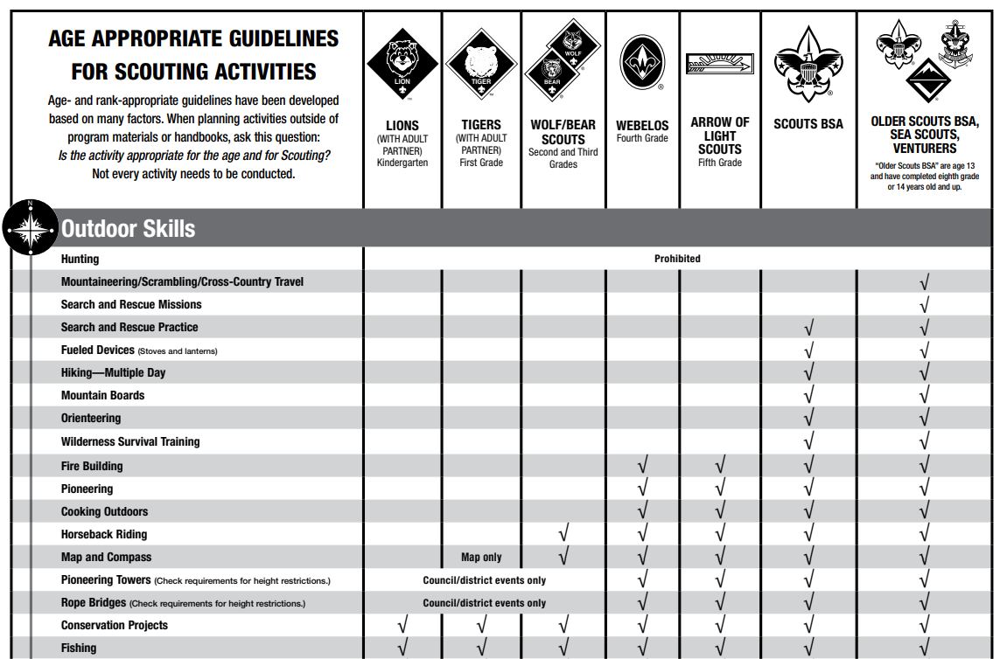 AGE APPROPRIATE GUIDELINES
FOR SCOUTING ACTIVITIES
Age- and rank-appropriate guidelines have been developed
based on many factors. When planning activities outside of
program materials or handbooks, ask this question:
Is the activity appropriate for the age and for Scouting?
Not every activity needs to be conducted.
LION
™
LIONS
(WITH ADULT
PARTNER)
Kindergarten
TIGER
™
TIGERS
(WITH ADULT
PARTNER)
First Grade
WOLF
®
BEAR
®
WOLF/BEAR
SCOUTS
Second and Third
Grades
®
WEBELOS
Fourth Grade
ARROW OF
LIGHT
SCOUTS
Fifth Grade
®
SCOUTS BSA
®
®
®
OLDER SCOUTS BSA,
SEA SCOUTS,
VENTURERS
“Older Scouts BSA” are age 13
and have completed eighth grade
or 14 years old and up.
N
Outdoor Skills
Hunting Prohibited
Mountaineering/Scrambling/Cross-Country Travel √
Search and Rescue Missions √
Search and Rescue Practice √ √
Fueled Devices (Stoves and lanterns) √ √
Hiking—Multiple Day √ √
Mountain Boards √ √
Orienteering √ √
Wilderness Survival Training √ √
Fire Building √ √ √ √
Pioneering √ √ √ √
Cooking Outdoors √ √ √ √
Horseback Riding √ √ √ √ √
Map and Compass Map only √ √ √ √ √
Pioneering Towers (Check requirements for height restrictions.) Council/district events only √ √ √ √
Rope Bridges (Check requirements for height restrictions.) Council/district events only √ √ √ √
Conservation Projects √ √ √ √ √ √ √
Fishing √ √ √ √ √ √ √